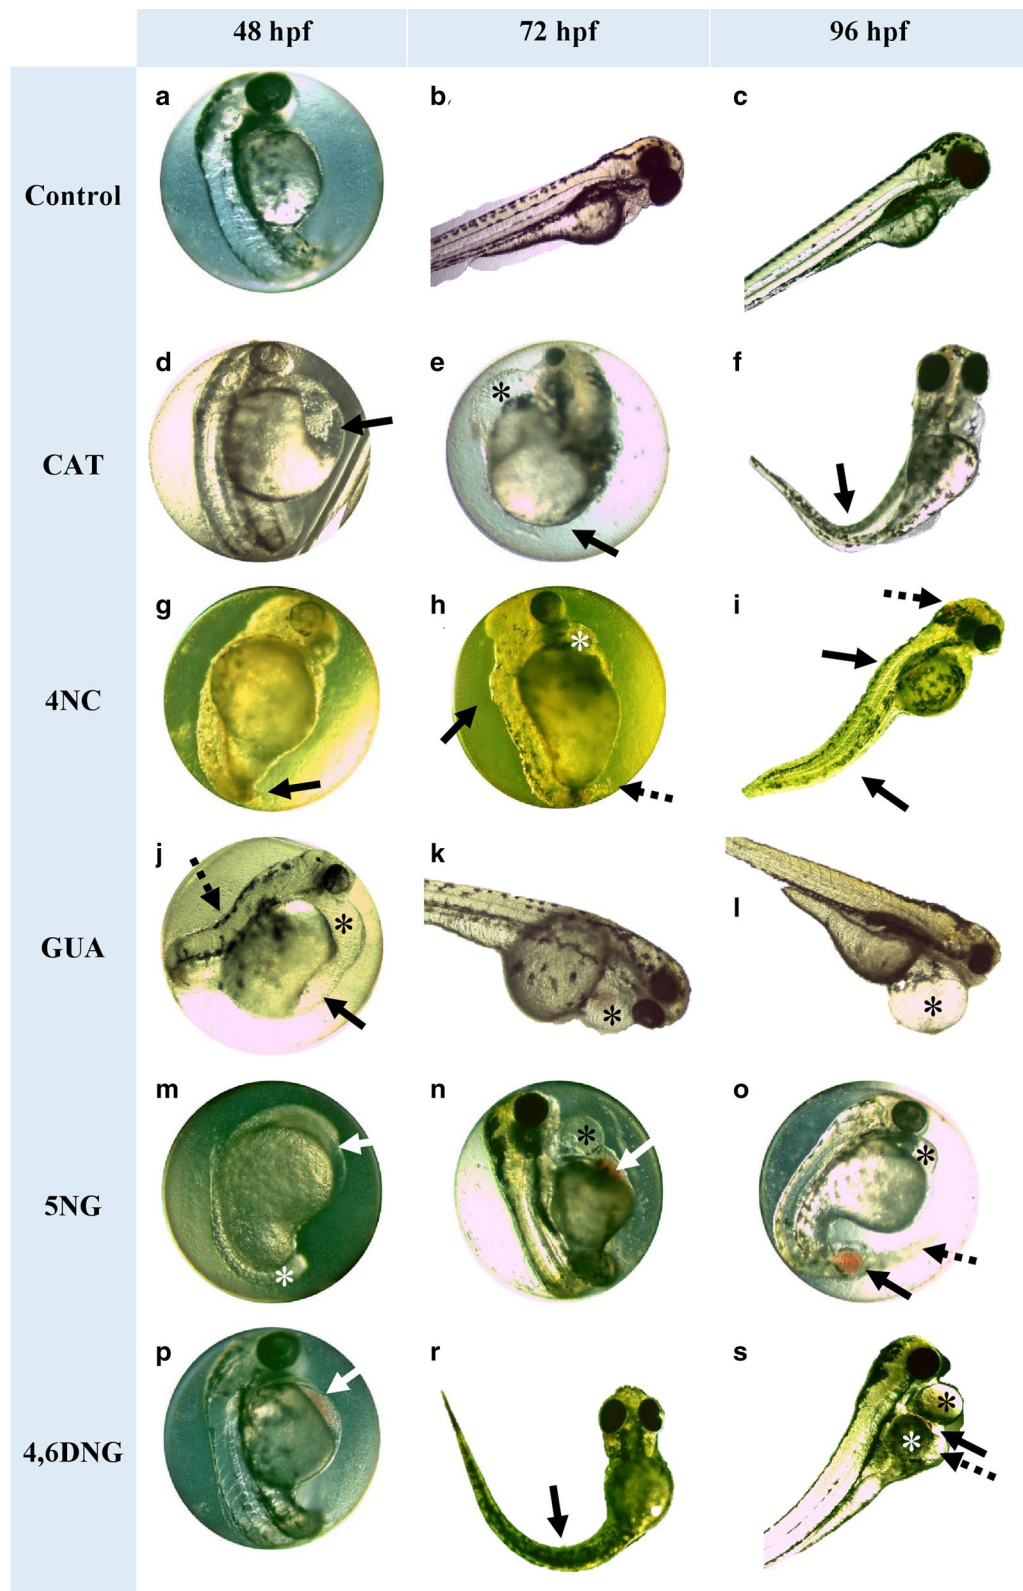 48 hpf 72 hpf 96 hpf
Control a b, c
CAT d e f
4NC g h i
GUA j k l
5NG m n o
4,6DNG p r s